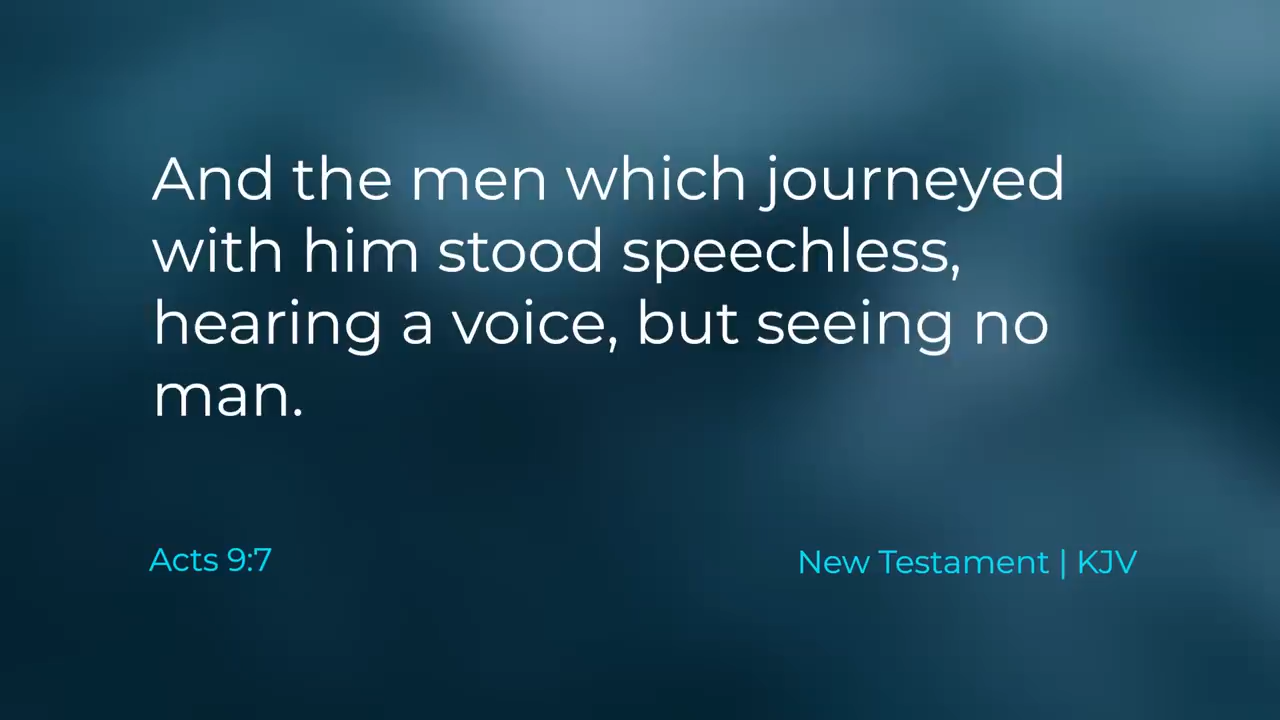 And the men which journeyed
with him stood speechless,
hearing a voice, but seeing no
man.
Acts 9:7
New Testament | KJV